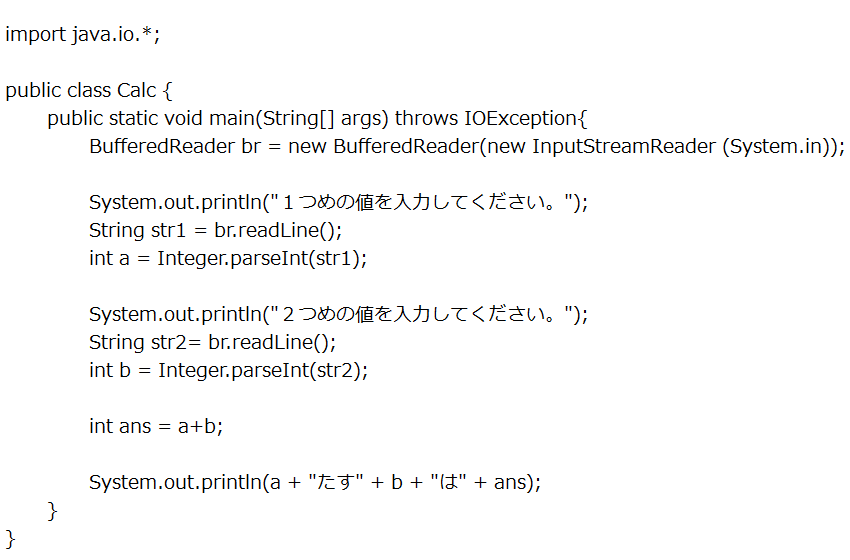 import java.io.*;

public class Calc {
    public static void main(String[] args) throws IOException{
        BufferedReader br = new BufferedReader(new InputStreamReader (System.in));

        System.out.println("１つめの値を入力してください。");
        String str1 = br.readLine();
        int a = Integer.parseInt(str1);

        System.out.println("２つめの値を入力してください。");
        String str2= br.readLine();
        int b = Integer.parseInt(str2);

        int ans = a+b;

        System.out.println(a + "たす" + b + "は" + ans);
    }
}